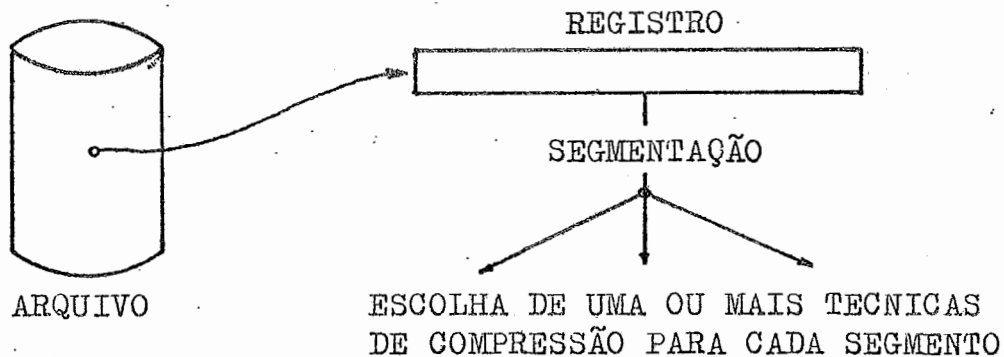 REGISTRO
SEGMENTAÇÃO
ARQUIVO
ESCOLHA DE UMA OU MAIS TECNICAS
DE COMPRESSÃO PARA CADA SEGMENTO